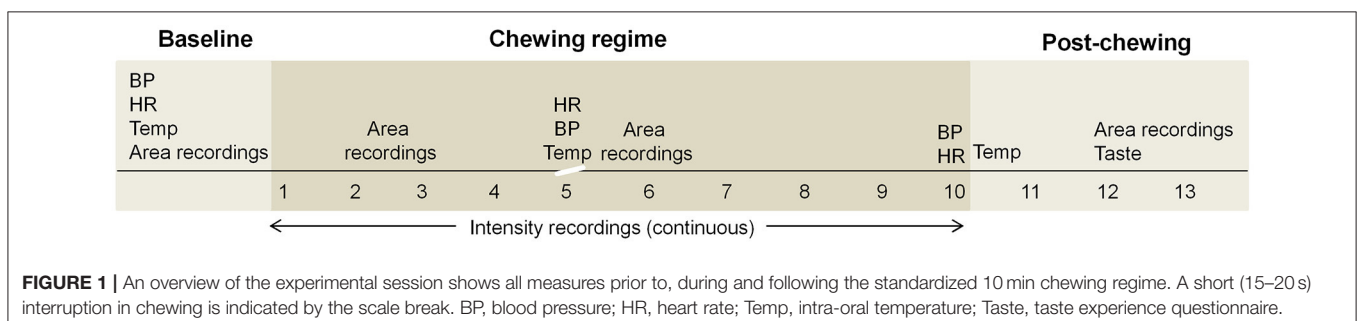 Baseline Chewing regime Post-chewing
BP
HR HR
Temp Area BP Area BP Area recordings
Area recordings recordings Temp recordings HR Temp Taste
1 2 3 4 5 6 7 8 9 10 11 12 13
Intensity recordings (continuous)
FIGURE 1 | An overview of the experimental session shows all measures prior to, during and following the standardized 10 min chewing regime. A short (15–20 s)
interruption in chewing is indicated by the scale break. BP, blood pressure; HR, heart rate; Temp, intra-oral temperature; Taste, taste experience questionnaire.